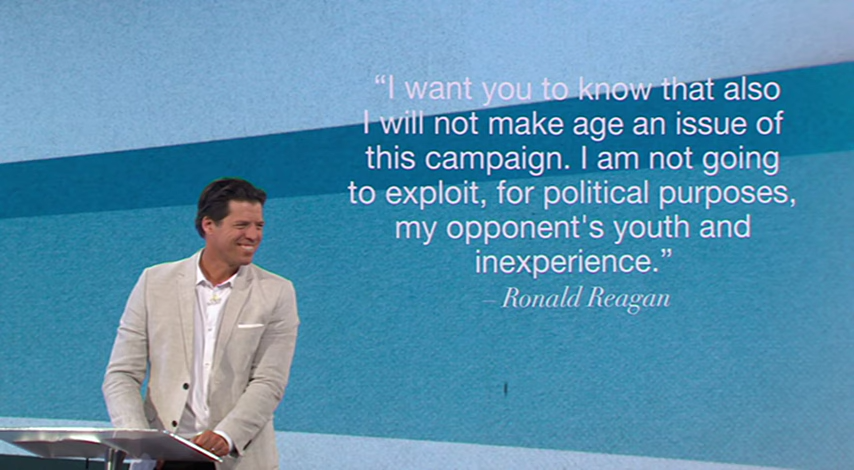 “I want you to know that also
I will not make age an issue of
this campaign. I am not going
to exploit, for political purposes,
my opponent's youth and
inexperience.”
– Ronald Reagan